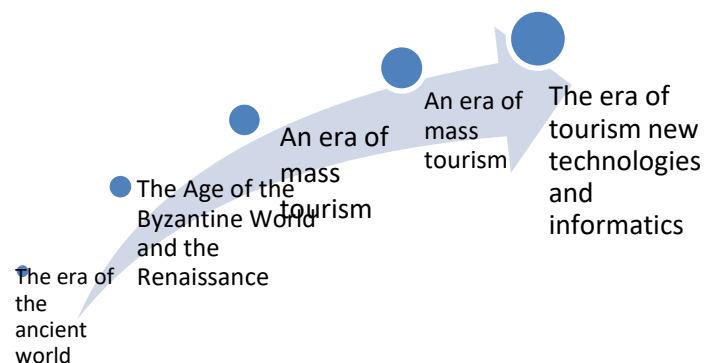 The era of
the
ancient
world
The Age of the
Byzantine World
and the
Renaissance
An era of
mass
tourism
An era of
mass
tourism
The era of
tourism new
technologies
and
informatics